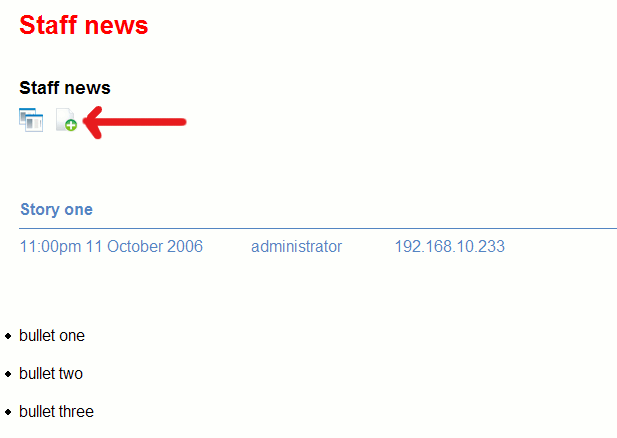 Staff news
Staff news
Story one
11:00pm 11 October 2006 administrator 192.168.10.233
bullet one
bullet two
bullet three